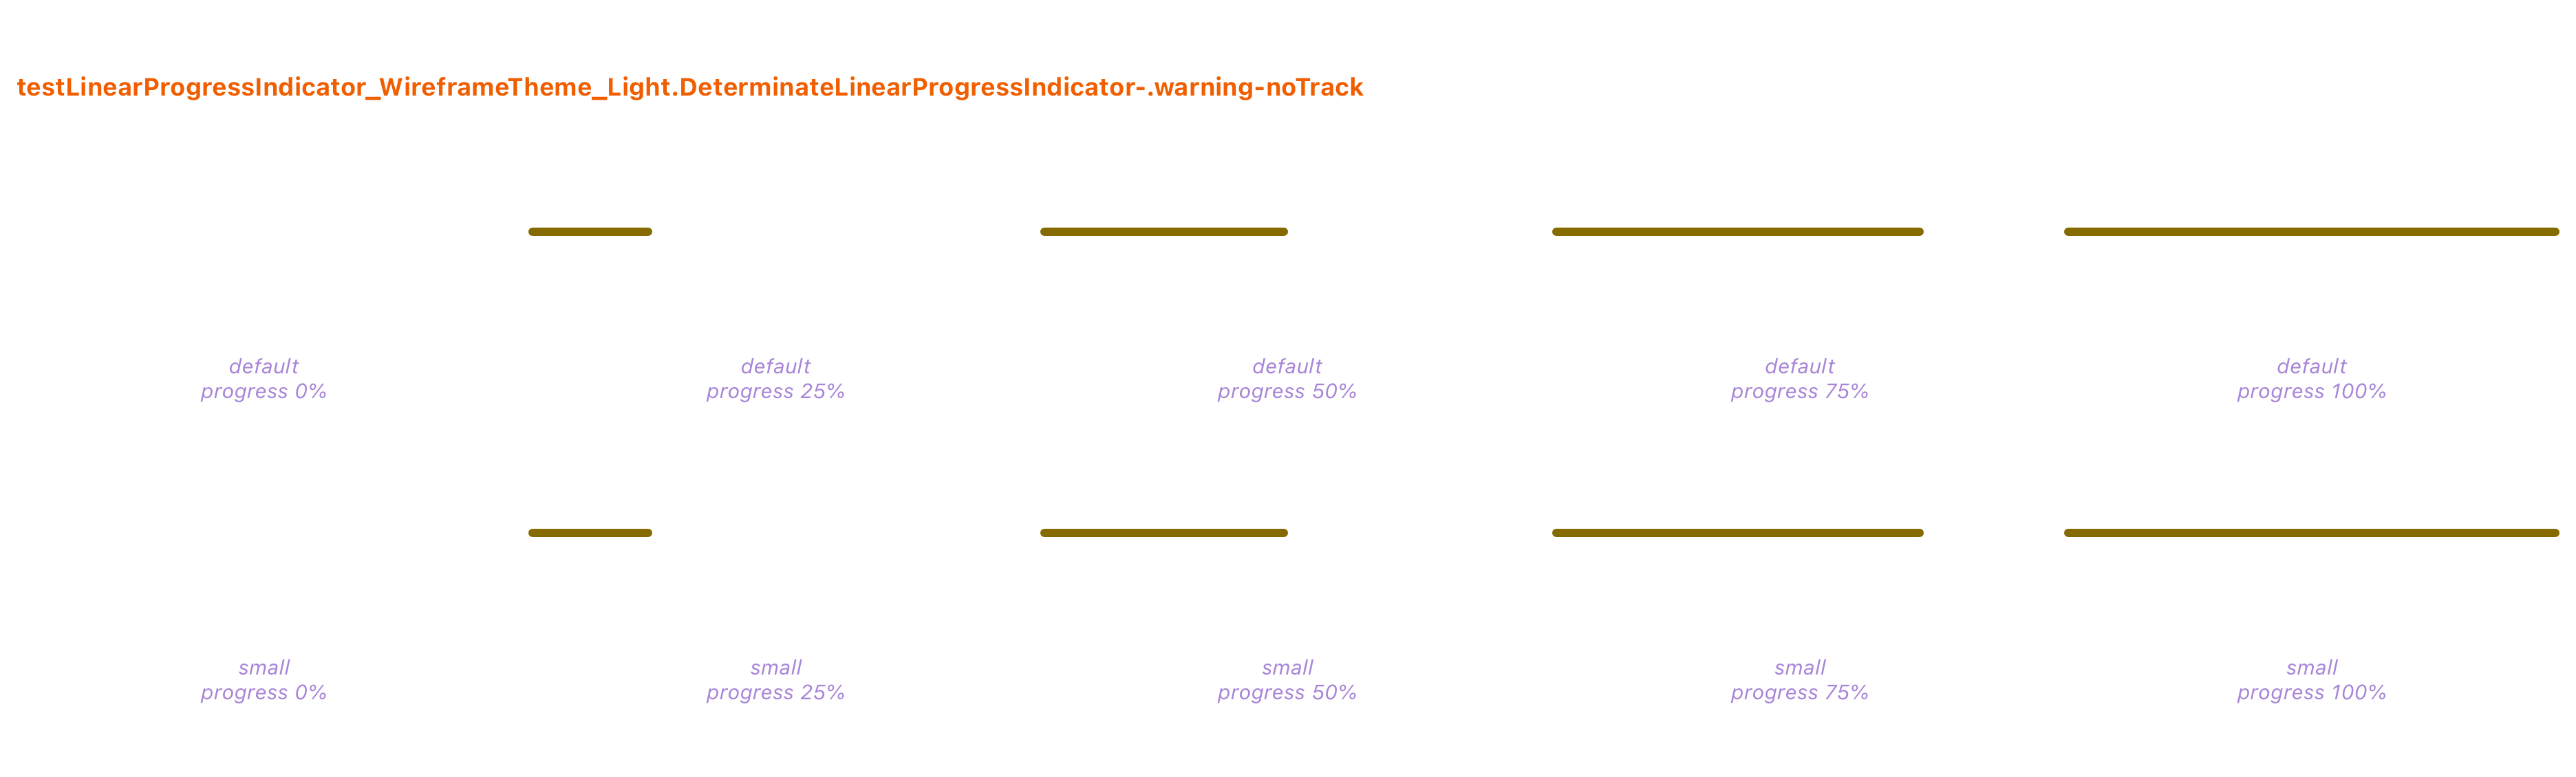 testLinearProgressIndicator_WireframeTheme_Light.DeterminateLinearProgressIndicator-.warning-noTrack
default
progress 0%
default
progress 25%
default
progress 50%
default
progress 75%
default
progress 100%
small
progress 0%
small
progress 25%
small
progress 50%
small
progress 75%
small
progress 100%